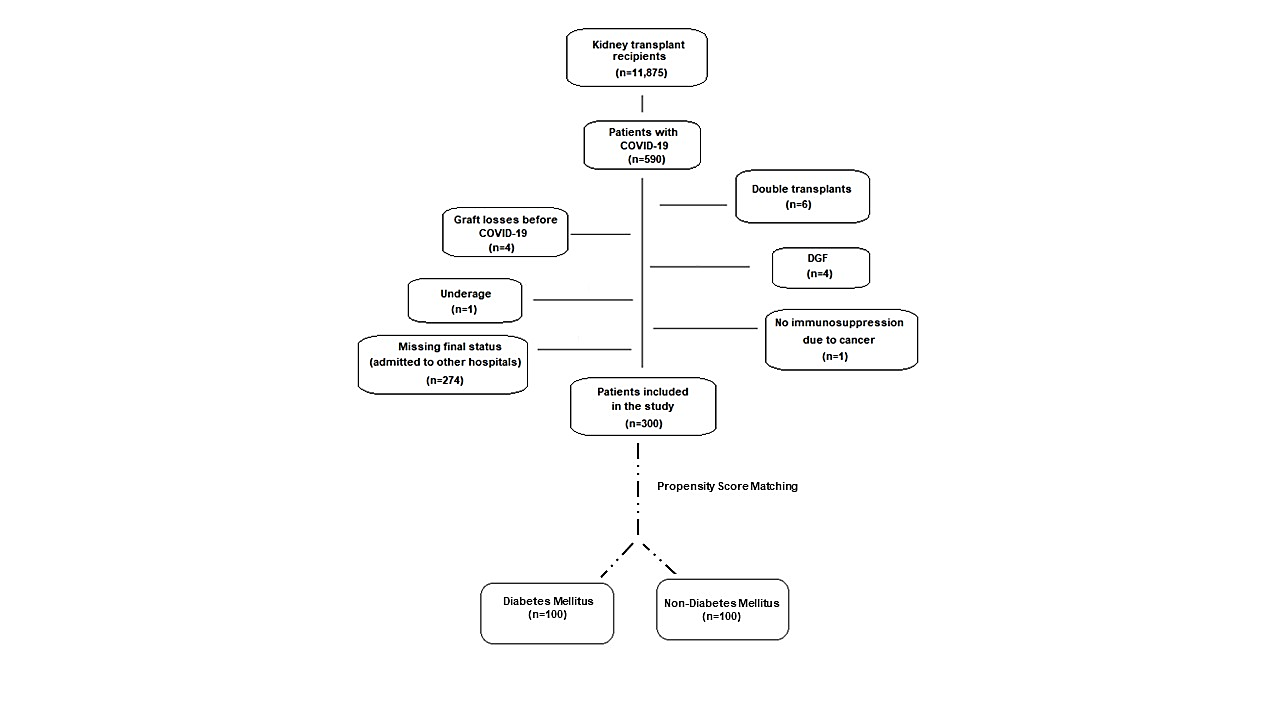 Kidney transplant
recipients
(n=11,875)
Patients with
COVID-19
(n=590)
Double transplants
(n=6)
Graft losses before
COVID-19
(n=4)
DGF
(n=4)
Underage
(n=1)
No immunosuppression
due to cancer
(n=1)
Missing final status
(admitted to other hospitals)
(n=274)
Patients included
in the study
(n=300)
Propensity Score Matching
Diabetes Mellitus
(n=100)
Non-Diabetes Mellitus
(n=100)